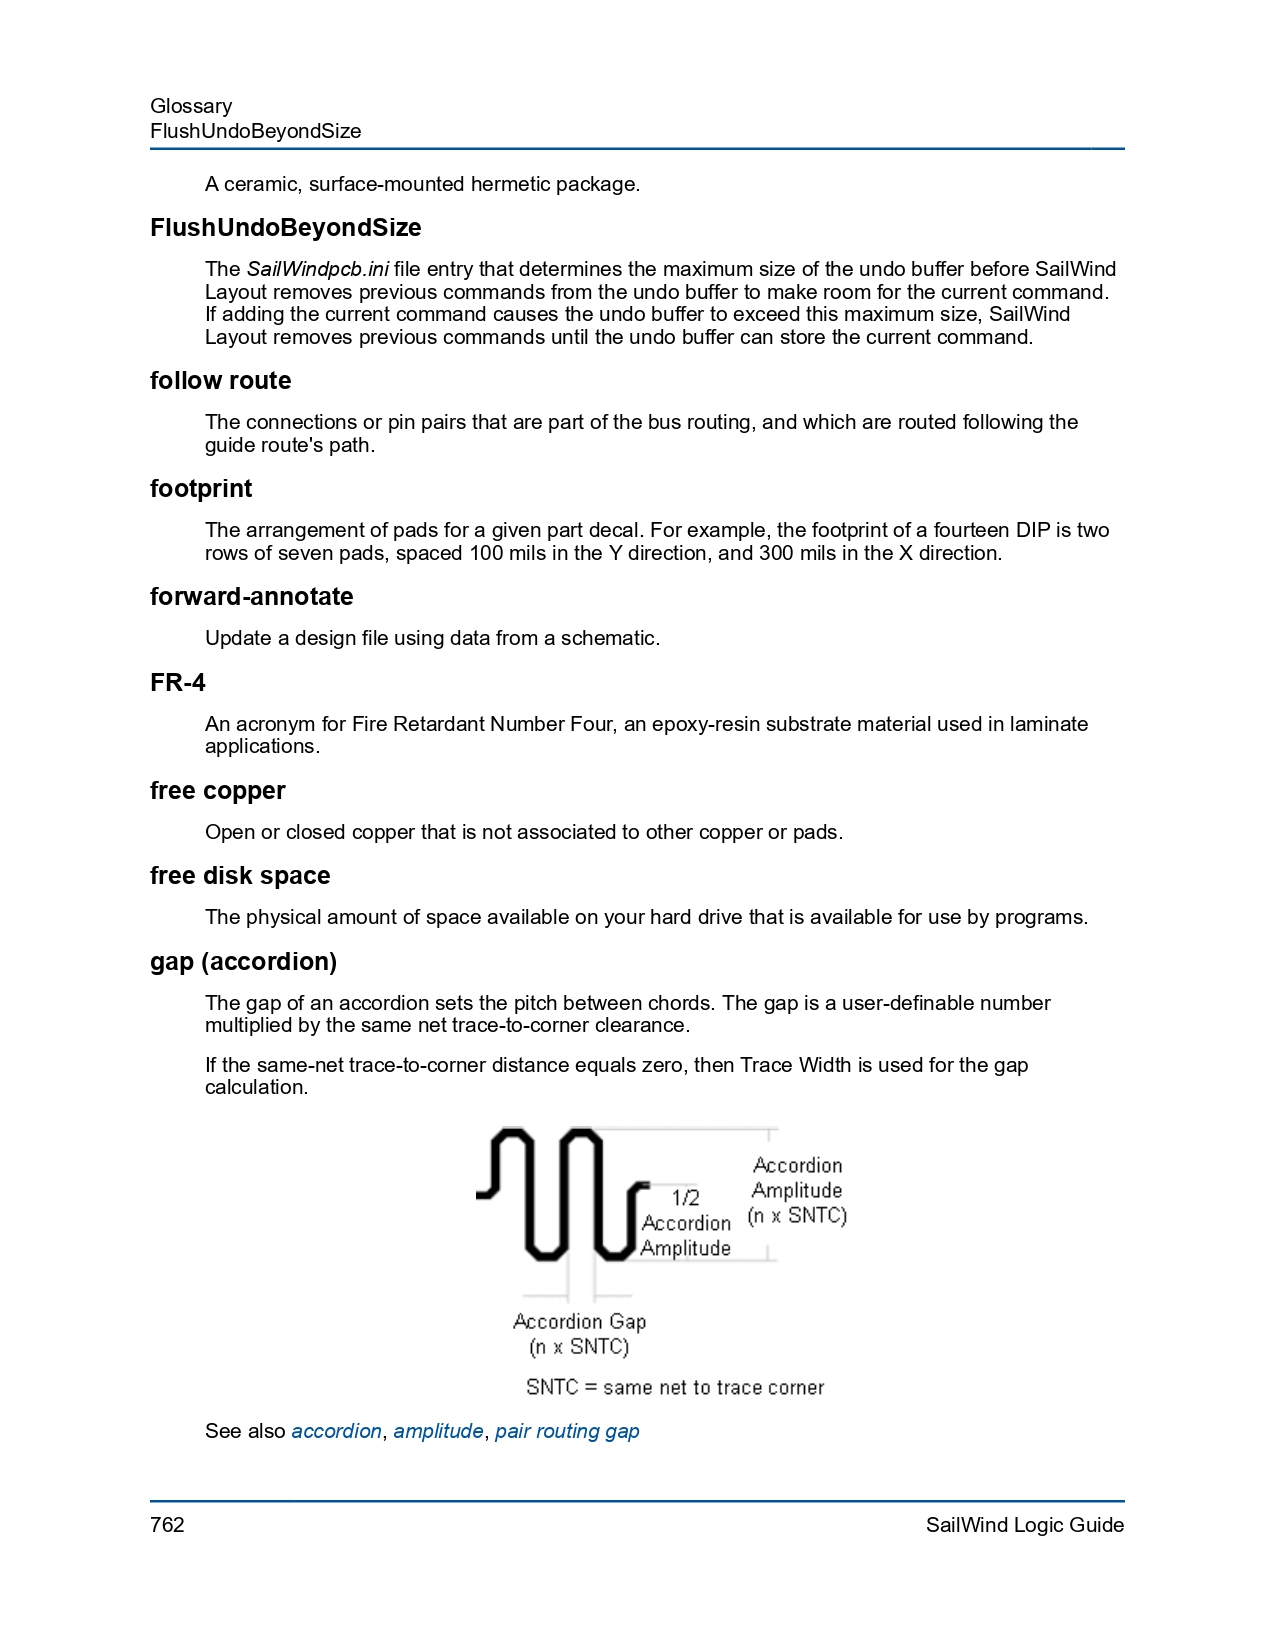 Glossary
FlushUndoBeyondSize
A ceramic, surface-mounted hermetic package.
FlushUndoBeyondSize
The SailWindpcb.ini file entry that determines the maximum size of the undo buffer before SailWind
Layout removes previous commands from the undo buffer to make room for the current command.
If adding the current command causes the undo buffer to exceed this maximum size, SailWind
Layout removes previous commands until the undo buffer can store the current command.
follow route
The connections or pin pairs that are part of the bus routing, and which are routed following the
guide route's path.
footprint
The arrangement of pads for a given part decal. For example, the footprint of a fourteen DIP is two
rows of seven pads, spaced 100 mils in the Y direction, and 300 mils in the X direction.
forward-annotate
Update a design file using data from a schematic.
FR-4
An acronym for Fire Retardant Number Four, an epoxy-resin substrate material used in laminate
applications.
free copper
Open or closed copper that is not associated to other copper or pads.
free disk space
The physical amount of space available on your hard drive that is available for use by programs.
gap (accordion)
The gap of an accordion sets the pitch between chords. The gap is a user-definable number
multiplied by the same net trace-to-corner clearance.
If the same-net trace-to-corner distance equals zero, then Trace Width is used for the gap
calculation.
Accordion
Amplitude
(n x SNTC)
1/2
Accordion
Amplitude
Accordion Gap
(n x SNTC)
SNTC = same net to trace corner
See also accordion, amplitude, pair routing gap
762
SailWind Logic Guide